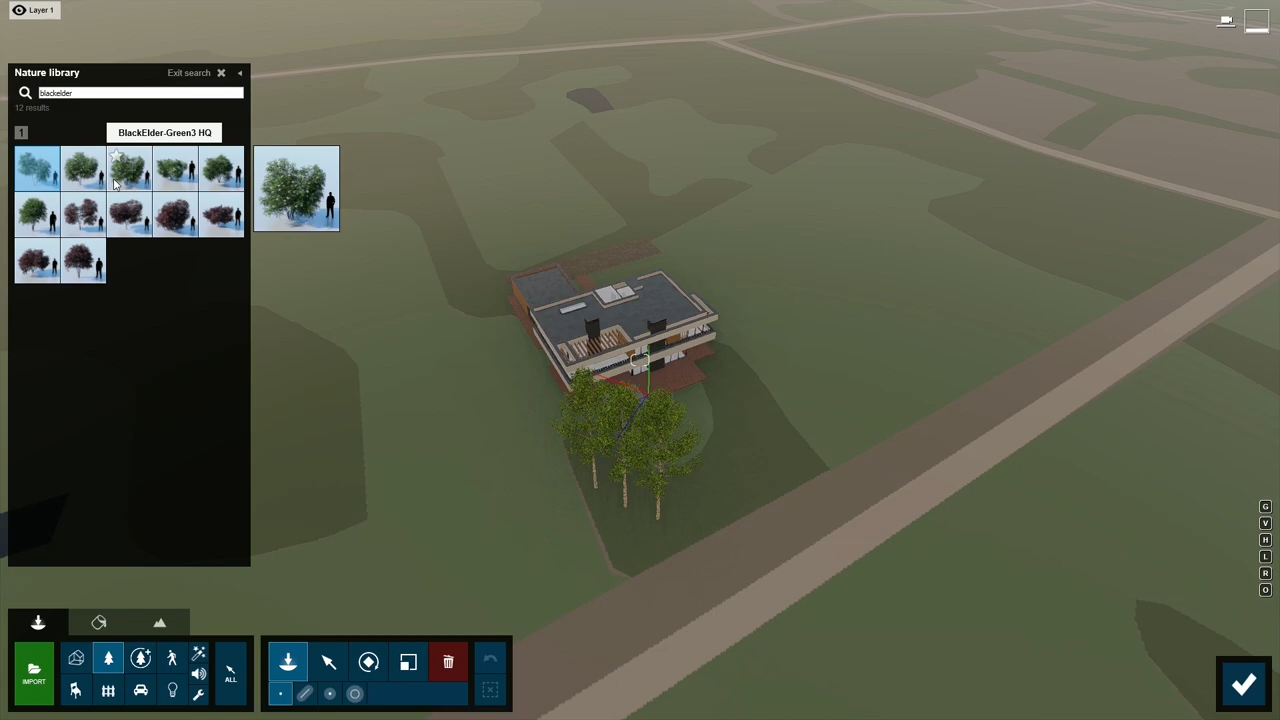 Layer 1
Nature library
Exit search
blackelder
12 results
1
BlackElder-Green3 HQ
G
V
H
L
R
O
IMPORT
ALL